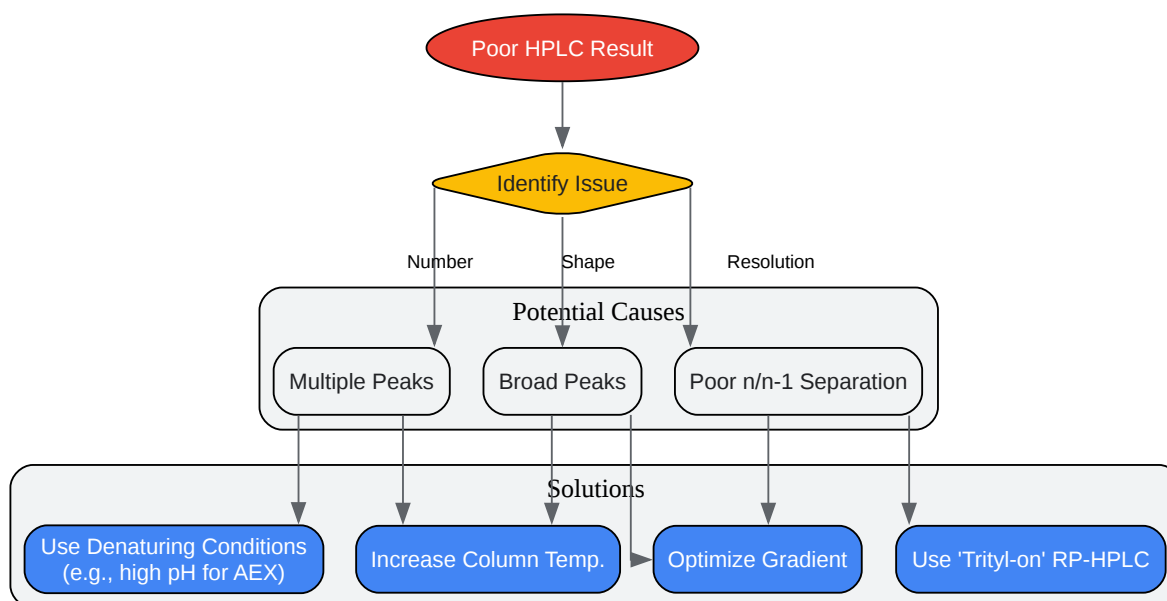 Poor HPLC Result
Identify Issue
Number
Shape
Resolution
Potential Causes
Multiple Peaks
Broad Peaks
Poor n/n-1 Separation
Solutions
Use Denaturing Conditions
(e.g., high pH for AEX)
Increase Column Temp.
Optimize Gradient
Use 'Trityl-on' RP-HPLC